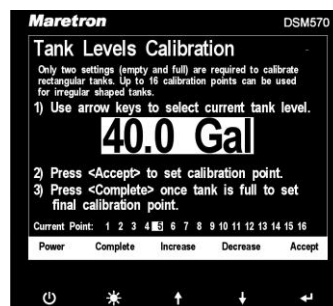 Maretron DSM570
Tank Levels Calibration
Only two settings (empty and full) are required to calibrate
rectangular tanks. Up to 16 calibration points can be used
for irregular shaped tanks.
1) Use arrow keys to select current tank level.
40.0 Gal
2) Press <Accept> to set calibration point.
3) Press <Complete> once tank is full to set
final calibration point.
Current Point: 1 2 3 4 5 6 7 8 9 10 11 12 13 14 15 16
Power Complete Increase Decrease Accept